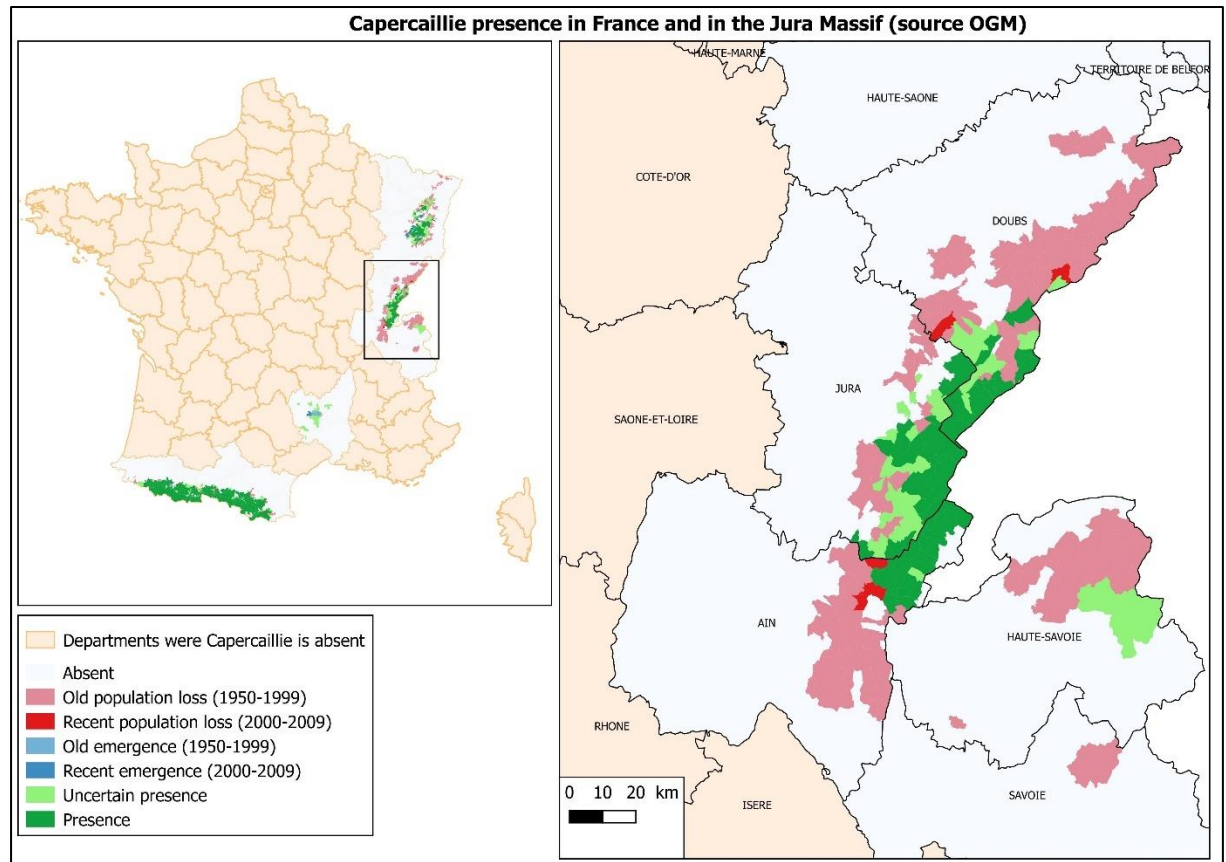 Capercaillie presence in France and in the Jura Massif (source OGM)
Departments were Capercaillie is absent
Absent
Old population loss (1950-1999)
Recent population loss (2000-2009)
Old emergence (1950-1999)
Recent emergence (2000-2009)
Uncertain presence
Presence
HAUTE-MARNE
TERRITOIRE DE BELFOR
HAUTE-SAONE
COTE-D'OR
DOUBS
JURA
SAONE-ET-LOIRE
AIN
HAUTE-SAVOIE
RHONE
ISERE
SAVOIE
0 10 20 km